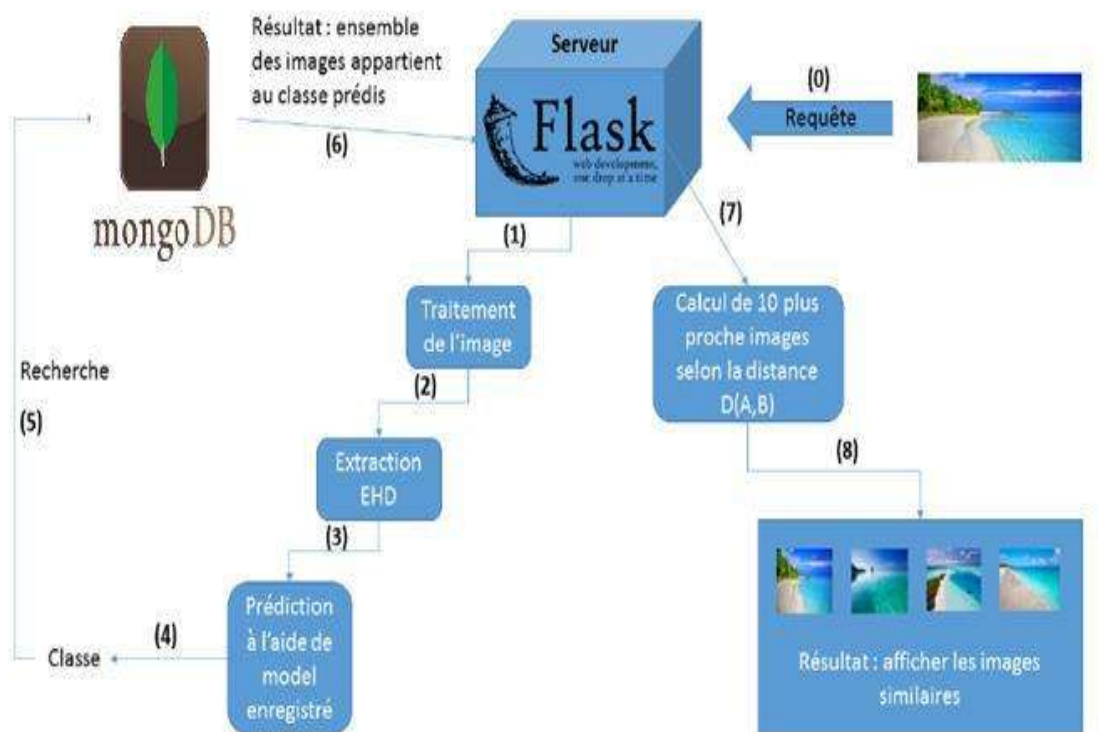 Résultat : ensemble
des images appartient
au classe prédis
(6)
mongoDB
Serveur
Flask
web development,
one drop at a time
(0)
Requête
(1)
(7)
Traitement
de l'image
(2)
Extraction
EHD
(3)
Prédiction
à l'aide de
model
enregistré
(4)
Classe
Recherche
(5)
Calcul de 10 plus
proche images
selon la distance
D(A,B)
(8)
Résultat : afficher les images
similaires